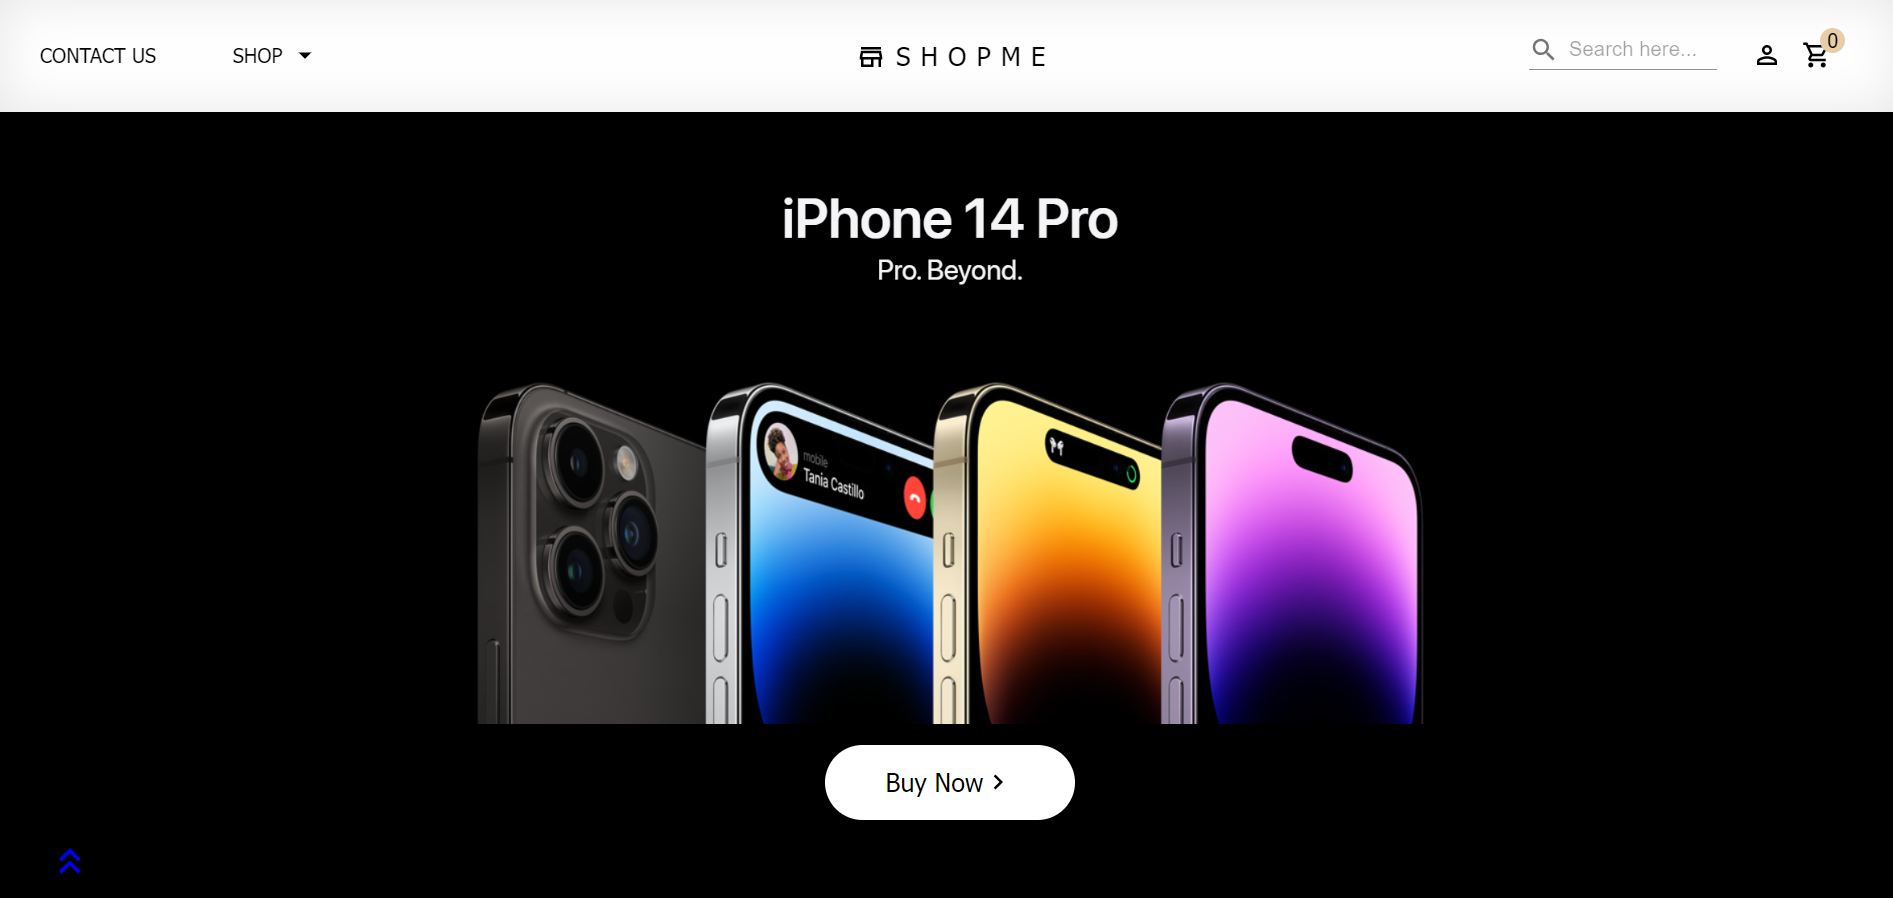 CONTACT US
SHOP
SHOPME
Search here...
0
iPhone 14 Pro
Pro. Beyond.
mobile
Tania Castillo
Buy Now